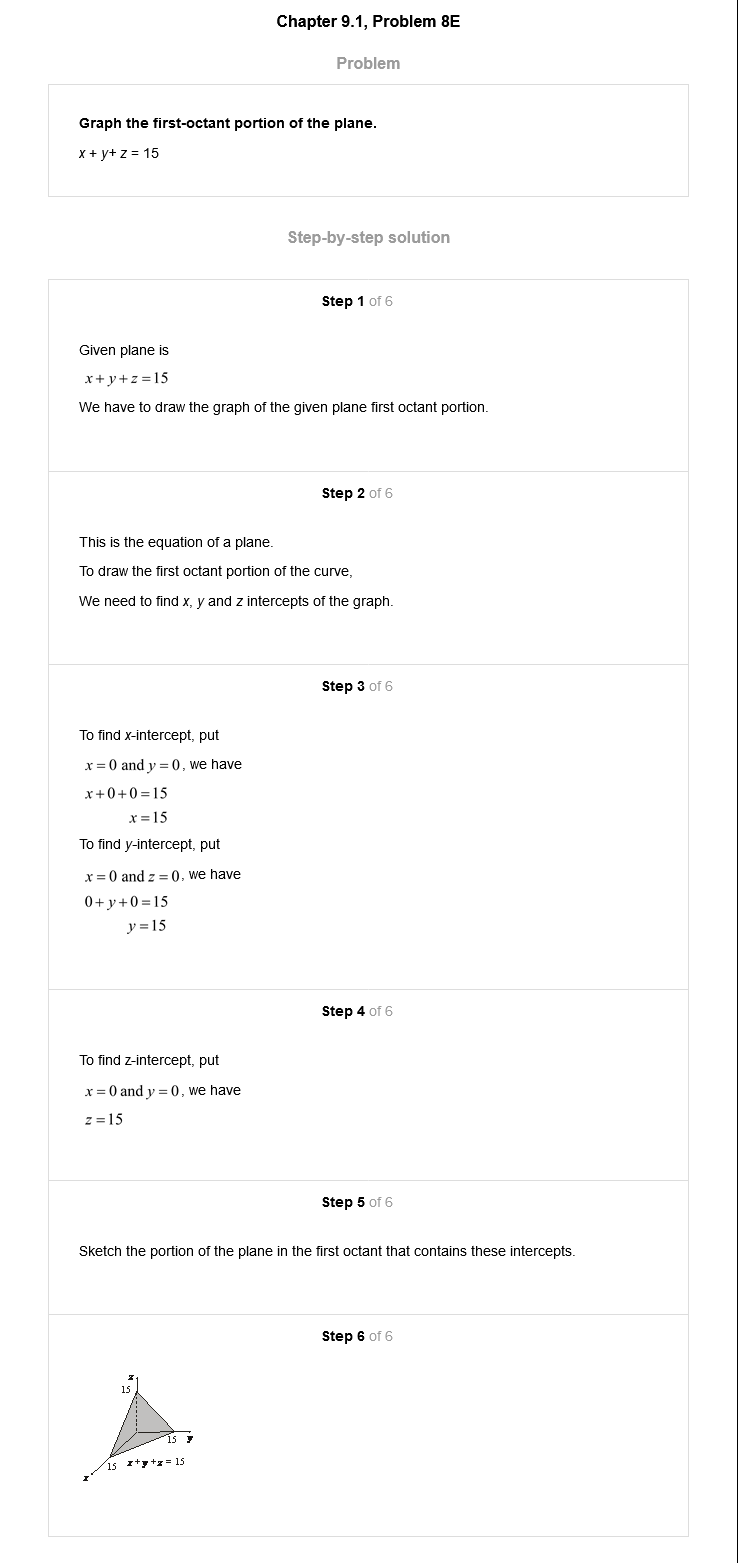 Chapter 9.1, Problem 8E
Problem
Graph the first-octant portion of the plane.
x + y+ z = 15
Step-by-step solution
Step 1 of 6
Given plane is
x + y + z = 15
We have to draw the graph of the given plane first octant portion.
Step 2 of 6
This is the equation of a plane.
To draw the first octant portion of the curve,
We need to find x, y and z intercepts of the graph.
Step 3 of 6
To find x-intercept, put
x = 0 and y = 0, we have
x + 0 + 0 = 15
x = 15
To find y-intercept, put
x = 0 and z = 0, we have
0 + y + 0 = 15
y = 15
Step 4 of 6
To find z-intercept, put
x = 0 and y = 0, we have
z = 15
Step 5 of 6
Sketch the portion of the plane in the first octant that contains these intercepts.
Step 6 of 6
z
15
15 y
15 x + y + z = 15
x